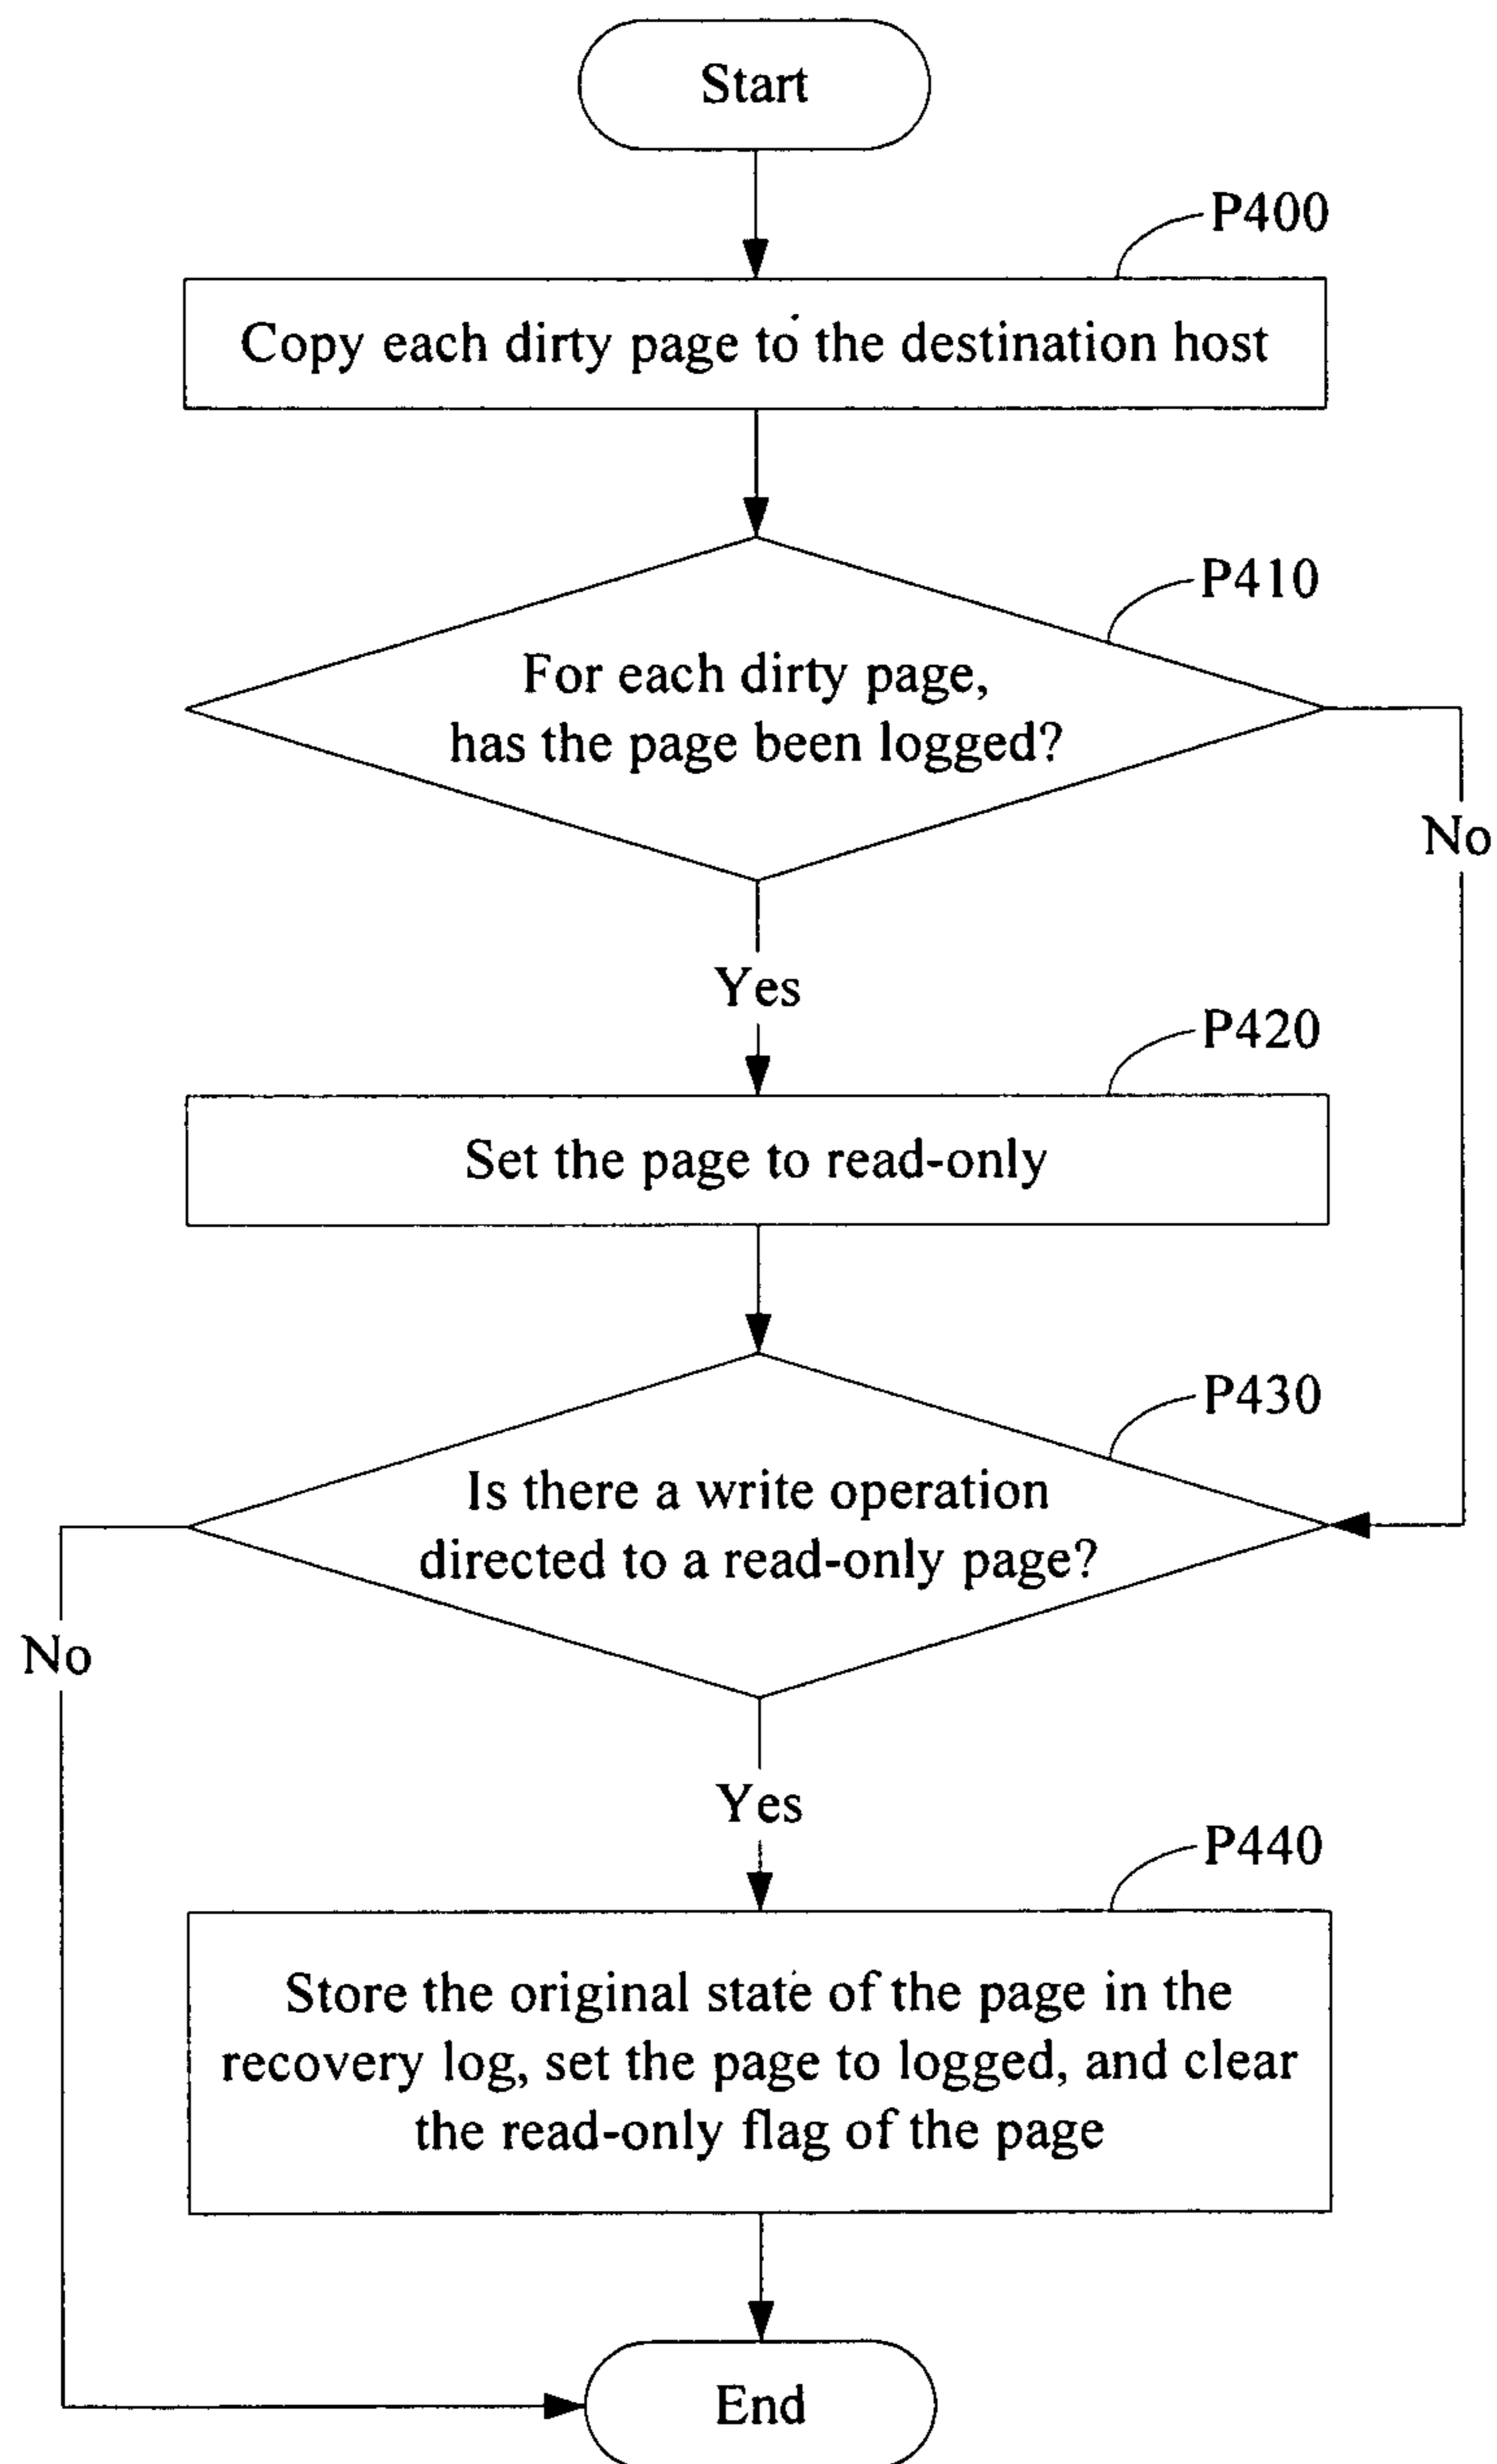 Start
P400
Copy each dirty page to the destination host
P410
For each dirty page,
has the page been logged?
No
Yes
P420
Set the page to read-only
P430
Is there a write operation
directed to a read-only page?
No
Yes
P440
Store the original state of the page in the
recovery log, set the page to logged, and clear
the read-only flag of the page
End